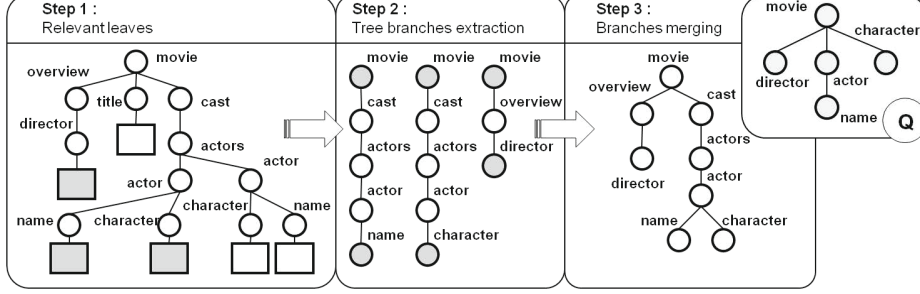 Step 1 :
Relevant leaves
movie
overview
title
cast
director
actors
actor
actor
name
character
character
name
Step 2 :
Tree branches extraction
movie
movie
movie
cast
cast
overview
actors
actors
director
actor
actor
name
character
Step 3 :
Branches merging
movie
overview
cast
actors
director
actor
name
character
movie
character
director
actor
name
Q